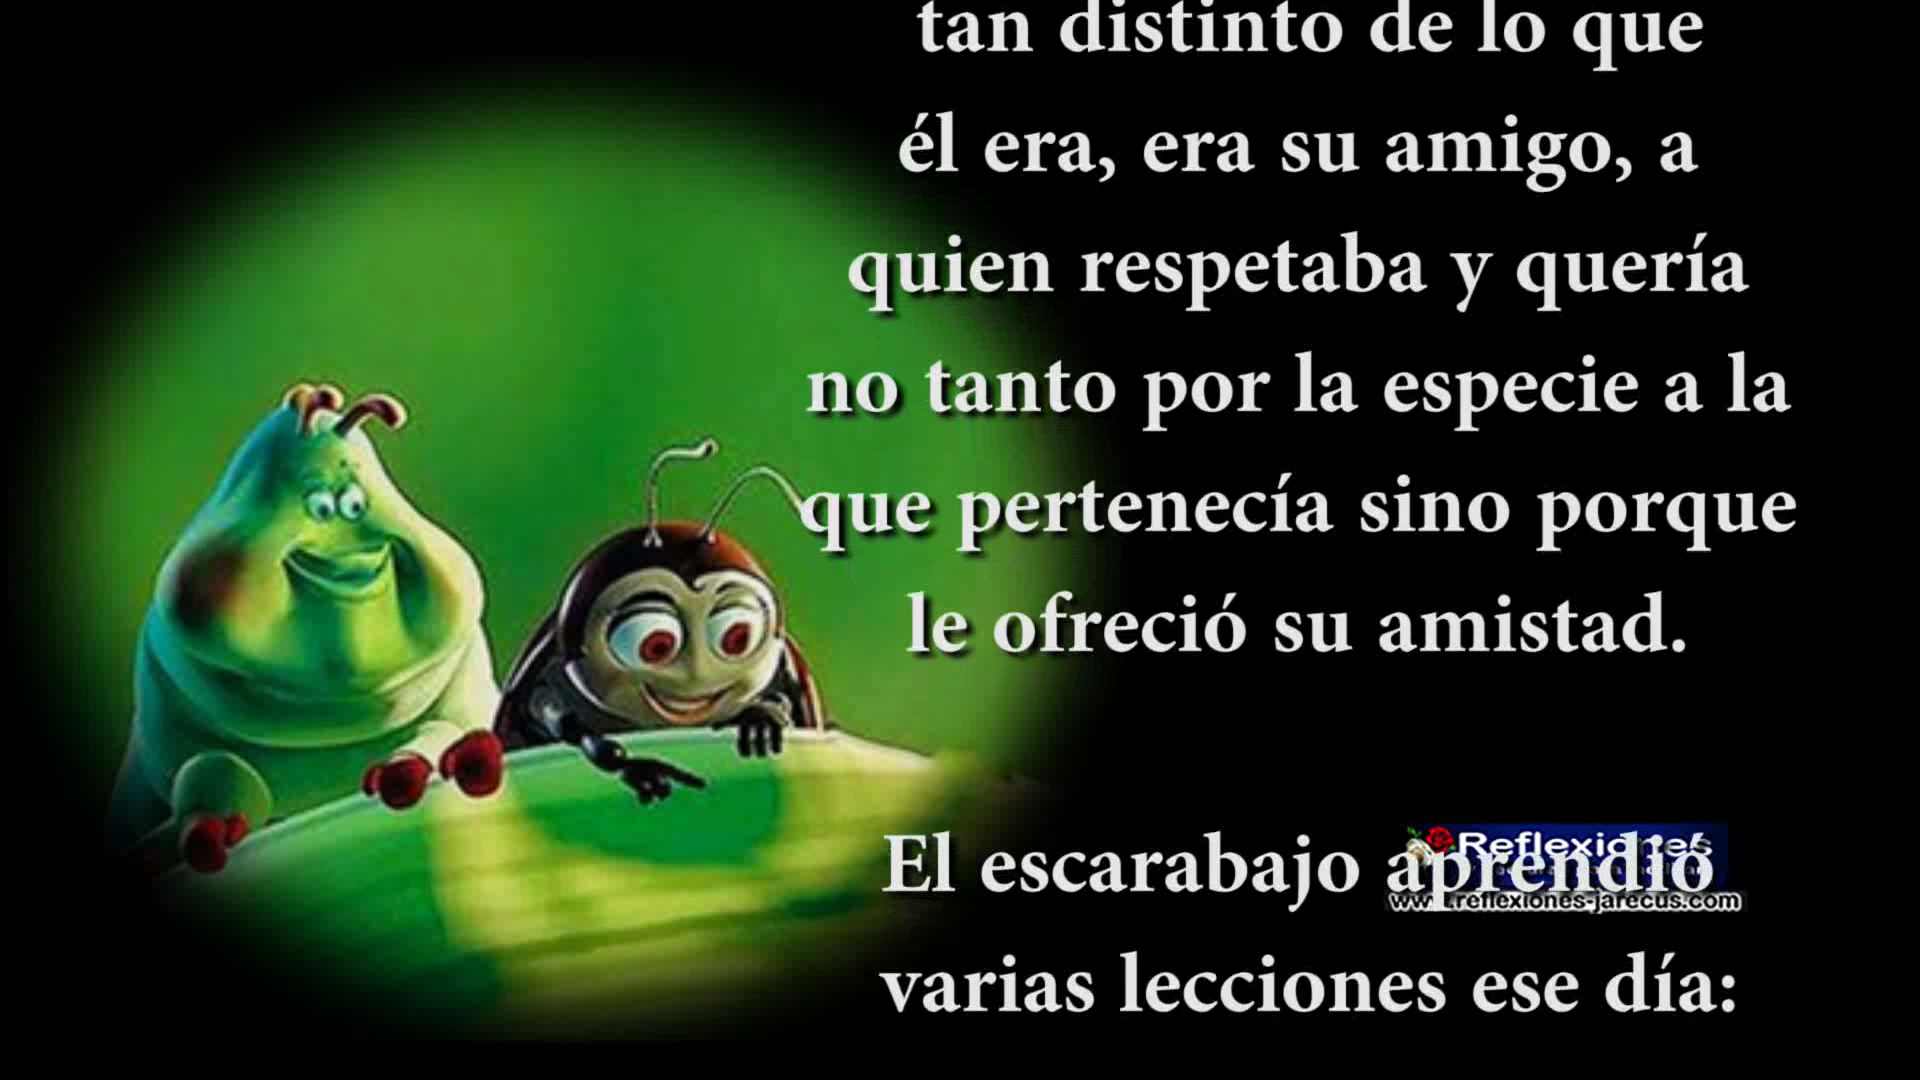 tan distinto de lo que
él era, era su amigo, a
quien respetaba y quería
no tanto por la especie a la
que pertenecía sino porque
le ofreció su amistad.
El escarabajo aprendió
varias lecciones ese día:
Reflexiones
www.reflexiones-jarecus.com